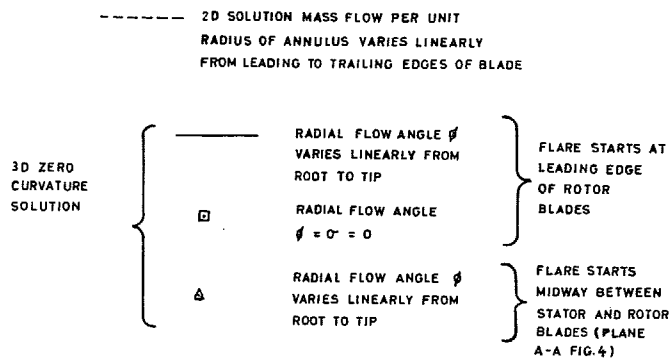 2D SOLUTION MASS FLOW PER UNIT
RADIUS OF ANNULUS VARIES LINEARLY
FROM LEADING TO TRAILING EDGES OF BLADE
3D ZERO
CURVATURE
SOLUTION
RADIAL FLOW ANGLE ϕ
VARIES LINEARLY FROM
ROOT TO TIP
FLARE STARTS AT
LEADING EDGE
OF ROTOR
BLADES
RADIAL FLOW ANGLE
ϕ = σ = 0
RADIAL FLOW ANGLE ϕ
VARIES LINEARLY FROM
ROOT TO TIP
FLARE STARTS
MIDWAY BETWEEN
STATOR AND ROTOR
BLADES (PLANE
A-A FIG.4)